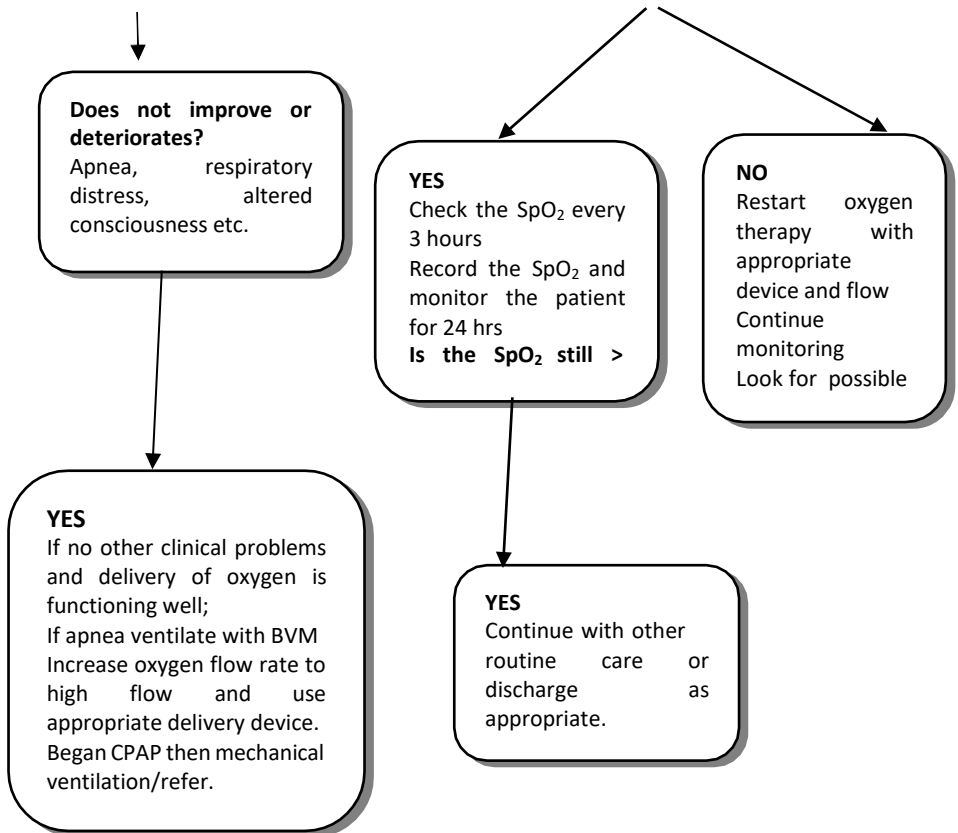 Does not improve or
deteriorates?
Apnea, respiratory
distress, altered
consciousness etc.
YES
Check the SpO₂ every
3 hours
Record the SpO₂ and
monitor the patient
for 24 hrs
Is the SpO₂ still >
NO
Restart oxygen
therapy with
appropriate
device and flow
Continue
monitoring
Look for possible
YES
If no other clinical problems
and delivery of oxygen is
functioning well;
If apnea ventilate with BVM
Increase oxygen flow rate to
high flow and use
appropriate delivery device.
Began CPAP then mechanical
ventilation/refer.
YES
Continue with other
routine care or
discharge as
appropriate.